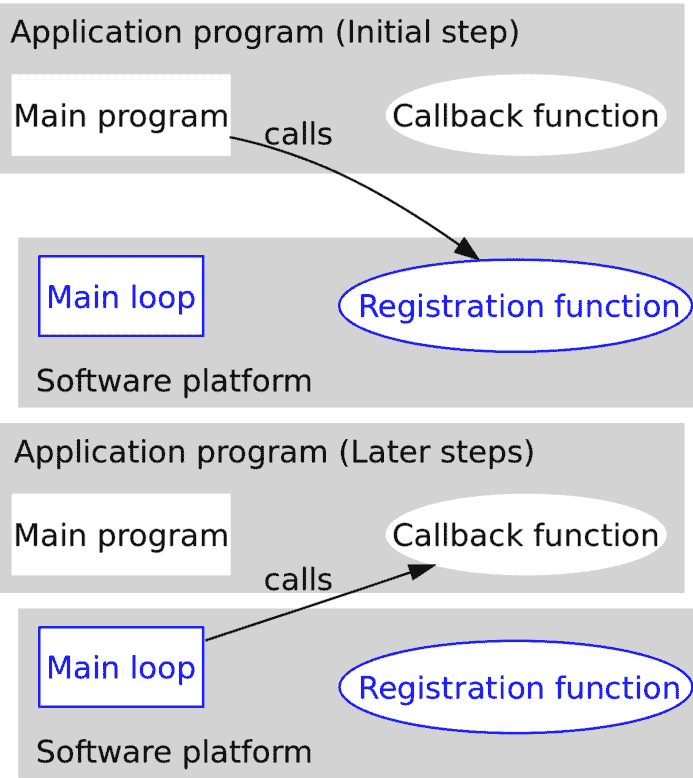 Application program (Initial step)
Main program
calls
Callback function
Main loop
Registration function
Software platform
Application program (Later steps)
Main program
Callback function
calls
Main loop
Registration function
Software platform